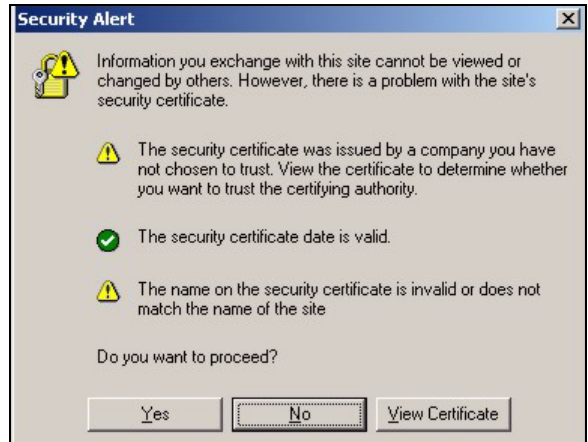 Security Alert
Information you exchange with this site cannot be viewed or
changed by others. However, there is a problem with the site's
security certificate.
The security certificate was issued by a company you have
not chosen to trust. View the certificate to determine whether
you want to trust the certifying authority.
The security certificate date is valid.
The name on the security certificate is invalid or does not
match the name of the site
Do you want to proceed?
Yes No View Certificate